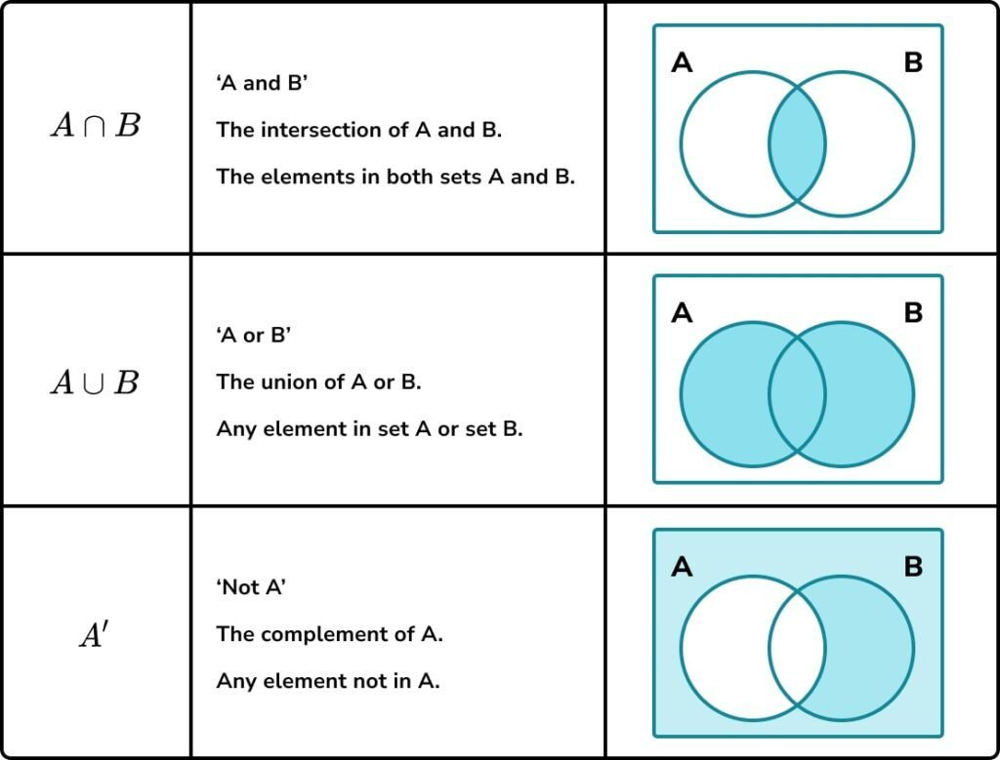 A ∩ B
‘A and B’
The intersection of A and B.
The elements in both sets A and B.
A B
A ∪ B
‘A or B’
The union of A or B.
Any element in set A or set B.
A B
A′
‘Not A’
The complement of A.
Any element not in A.
A B